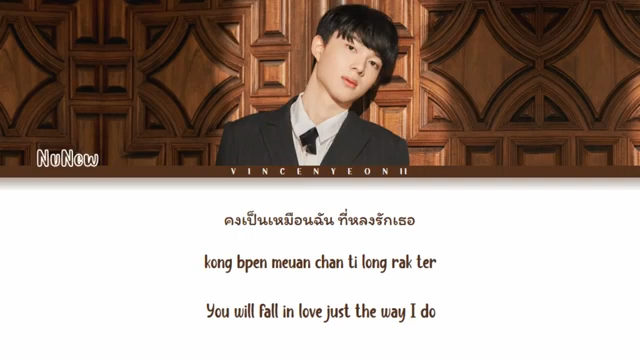 NuNew
VINCENYEONII
คงเป็นเหมือนฉัน ที่หลงรักเธอ
kong bpen meuan chan ti long rak ter
You will fall in love just the way I do